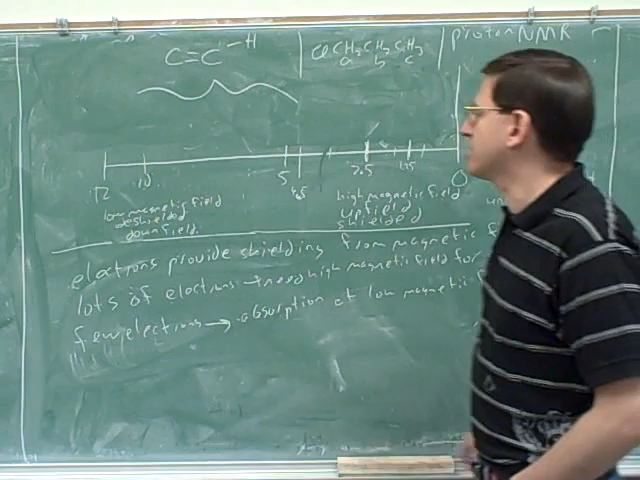 proton NMR
C=C-H
ClCH2CH2CH3
a b c
12 10 5 4.5 2.5 1.5 0
low magnetic field
deshielded
downfield
high magnetic field
upfield
shielded
electrons provide shielding from magnetic f
lots of electrons → need high magnetic field for
few electrons → absorption at low magnetic f